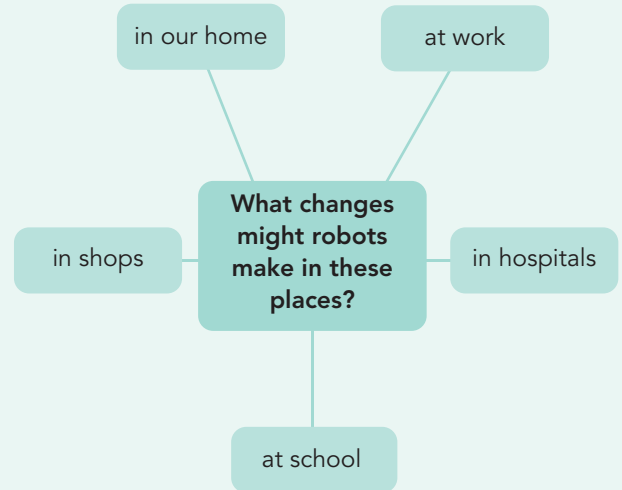 in our home
at work
What changes
might robots
make in these
places?
in shops
in hospitals
at school